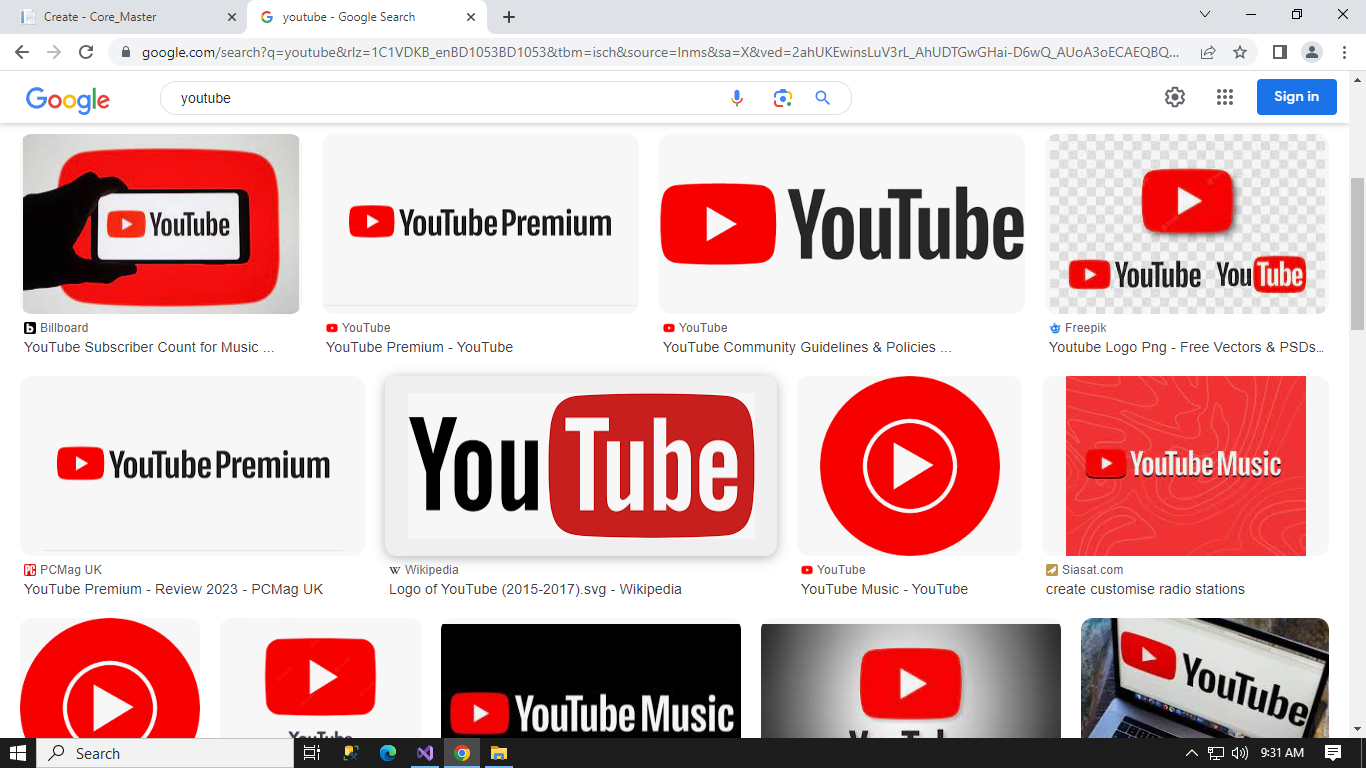 Create - Core_Master
youtube - Google Search
google.com/search?q=youtube&rlz=1C1VDKB_enBD1053BD1053&tbm=isch&source=lnms&sa=X&ved=2ahUKEwinsLuV3rL_AhUDTGwGHai-D6wQ_AUoA3oECAEQBQ...
Google
youtube
Sign in
YouTube
YouTube Premium
YouTube
YouTube
YouTube
Billboard
YouTube Subscriber Count for Music ...
YouTube
YouTube Premium - YouTube
YouTube
YouTube Community Guidelines & Policies ...
Freepik
Youtube Logo Png - Free Vectors & PSDs...
YouTube Premium
YouTube
YouTube Music
PCMag UK
YouTube Premium - Review 2023 - PCMag UK
Wikipedia
Logo of YouTube (2015-2017).svg - Wikipedia
YouTube
YouTube Music - YouTube
Siasat.com
create customise radio stations
YouTube Music
YouTube
Search
9:31 AM